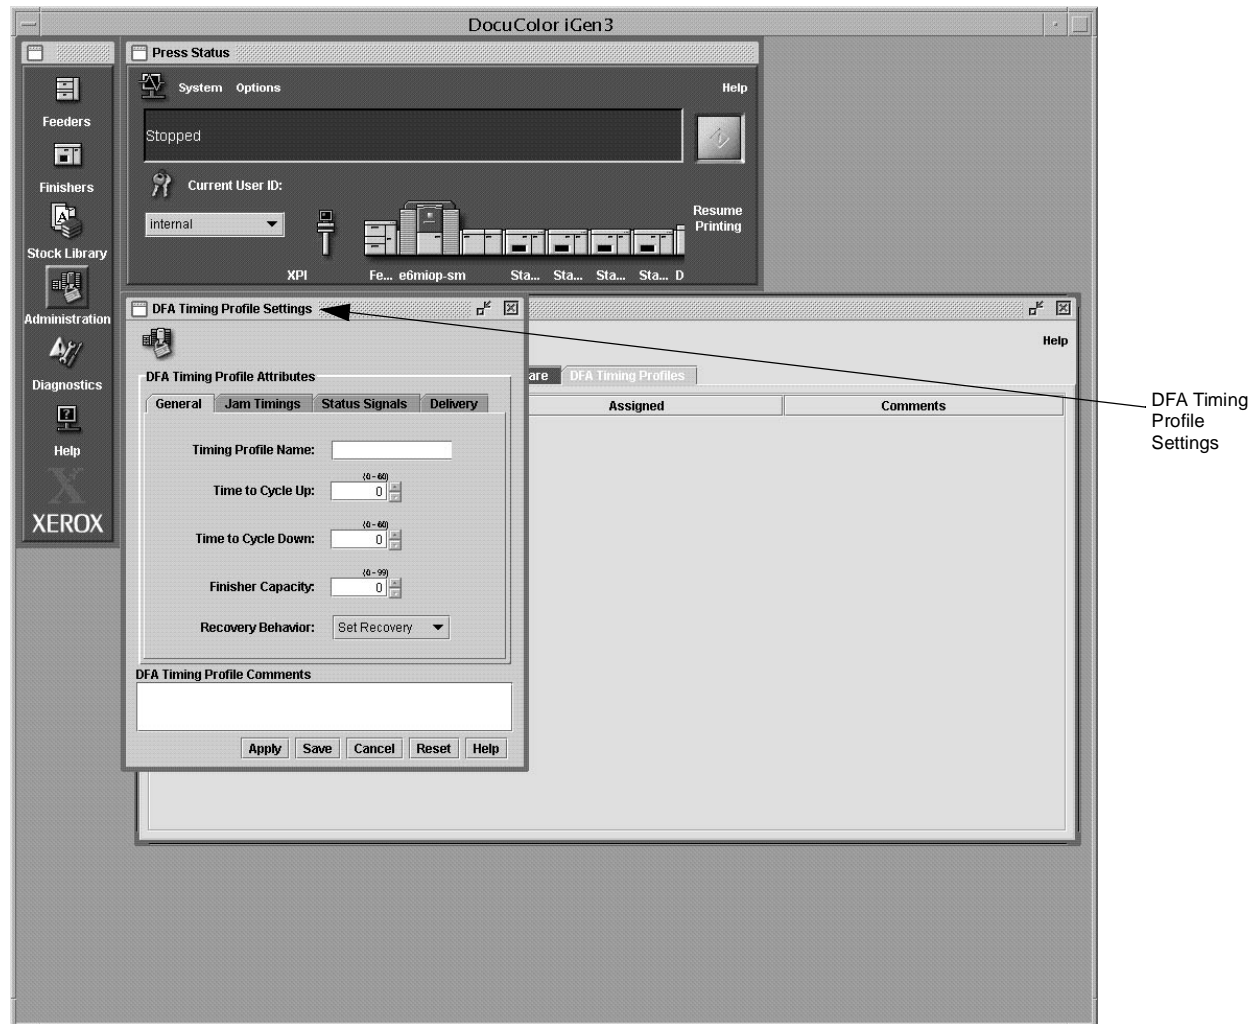 DocuColor iGen3
Press Status
System Options Help
Stopped
Current User ID:
internal
Resume
Printing
XPI Fe... e6miop-sm Sta... Sta... Sta... Sta... D
Feeders
Finishers
Stock Library
Administration
Diagnostics
Help
XEROX
DFA Timing Profile Settings
Help
DFA Timing Profile Attributes
are DFA Timing Profiles
General Jam Timings Status Signals Delivery
Assigned Comments
Timing Profile Name:
(0 - 60)
Time to Cycle Up: 0
(0 - 60)
Time to Cycle Down: 0
(0 - 99)
Finisher Capacity: 0
Recovery Behavior: Set Recovery
DFA Timing Profile Comments
Apply Save Cancel Reset Help
DFA Timing
Profile
Settings